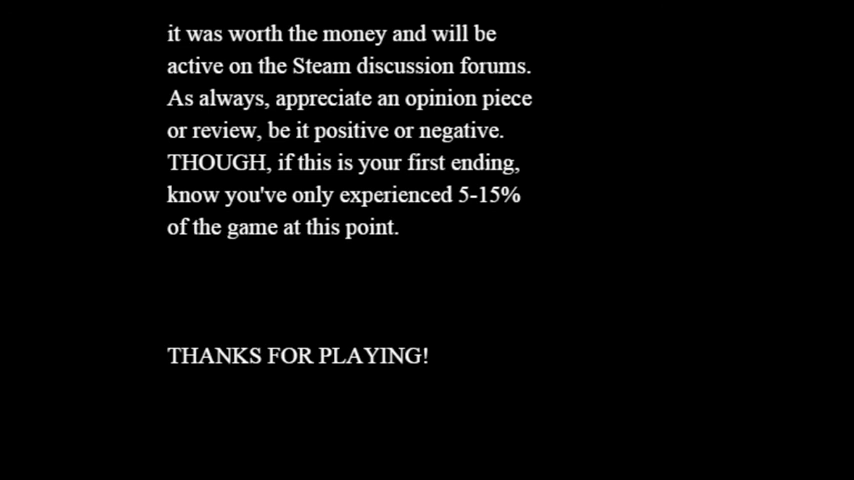 it was worth the money and will be
active on the Steam discussion forums.
As always, appreciate an opinion piece
or review, be it positive or negative.
THOUGH, if this is your first ending,
know you've only experienced 5-15%
of the game at this point.
THANKS FOR PLAYING!